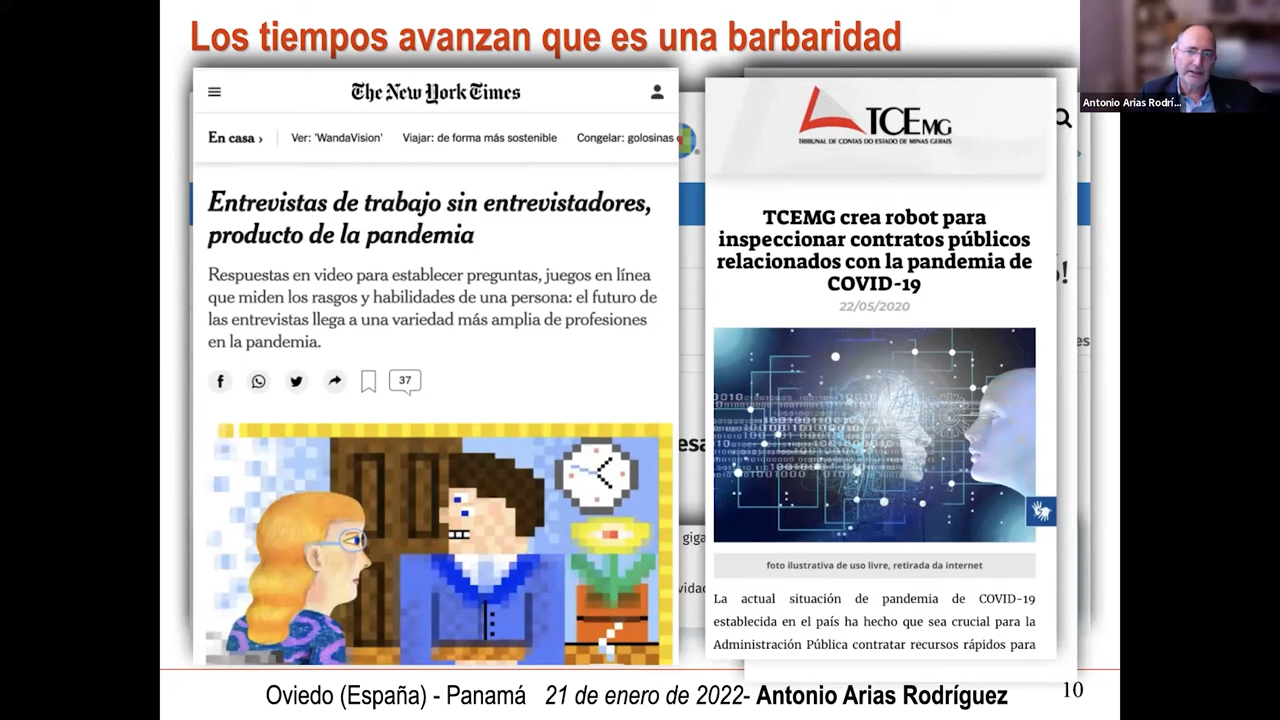 Los tiempos avanzan que es una barbaridad
Antonio Arias Rodrí...
The New York Times
En casa ›
Ver: 'WandaVision'
Viajar: de forma más sostenible
Congelar: golosinas
Entrevistas de trabajo sin entrevistadores,
producto de la pandemia
Respuestas en video para establecer preguntas, juegos en línea
que miden los rasgos y habilidades de una persona: el futuro de
las entrevistas llega a una variedad más amplia de profesiones
en la pandemia.
37
TCEMG
TRIBUNAL DE CONTAS DO ESTADO DE MINAS GERAIS
TCEMG crea robot para
inspeccionar contratos públicos
relacionados con la pandemia de
COVID-19
22/05/2020
foto ilustrativa de uso livre, retirada da internet
La actual situación de pandemia de COVID-19
establecida en el país ha hecho que sea crucial para la
Administración Pública contratar recursos rápidos para
Oviedo (España) - Panamá 21 de enero de 2022- Antonio Arias Rodríguez
10